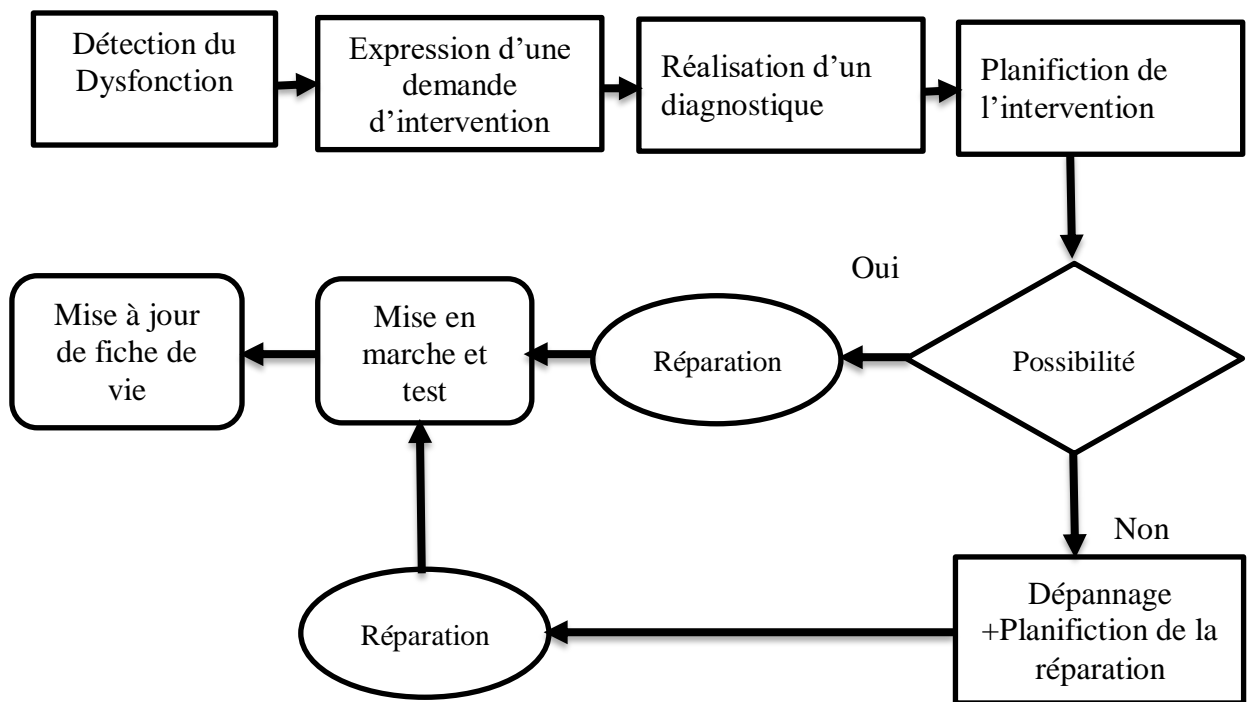 Détection du
Dysfonction
Expression d’une
demande
d’intervention
Réalisation d’un
diagnostique
Planifiction de
l’intervention
Oui
Possibilité
Réparation
Mise en
marche et
test
Mise à jour
de fiche de
vie
Non
Dépannage
+Planifiction de la
réparation
Réparation